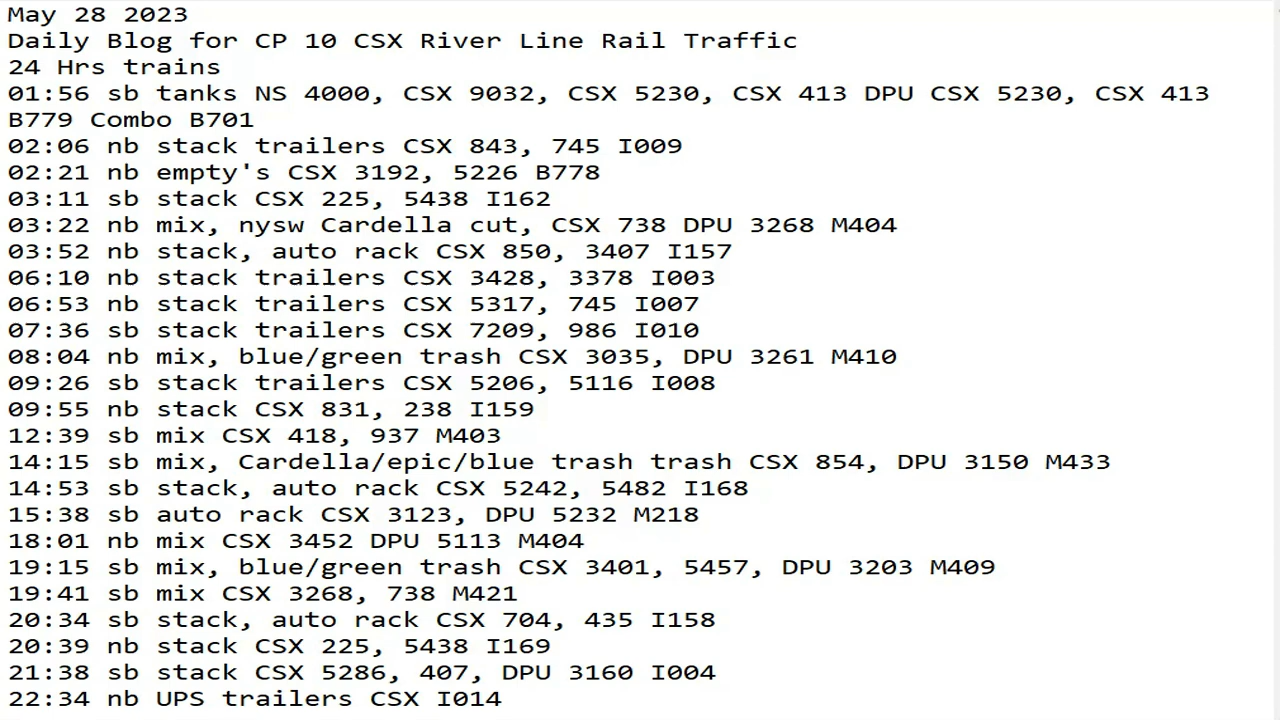 May 28 2023
Daily Blog for CP 10 CSX River Line Rail Traffic
24 Hrs trains
01:56 sb tanks NS 4000, CSX 9032, CSX 5230, CSX 413 DPU CSX 5230, CSX 413
B779 Combo B701
02:06 nb stack trailers CSX 843, 745 I009
02:21 nb empty's CSX 3192, 5226 B778
03:11 sb stack CSX 225, 5438 I162
03:22 nb mix, nysw Cardella cut, CSX 738 DPU 3268 M404
03:52 nb stack, auto rack CSX 850, 3407 I157
06:10 nb stack trailers CSX 3428, 3378 I003
06:53 nb stack trailers CSX 5317, 745 I007
07:36 sb stack trailers CSX 7209, 986 I010
08:04 nb mix, blue/green trash CSX 3035, DPU 3261 M410
09:26 sb stack trailers CSX 5206, 5116 I008
09:55 nb stack CSX 831, 238 I159
12:39 sb mix CSX 418, 937 M403
14:15 sb mix, Cardella/epic/blue trash trash CSX 854, DPU 3150 M433
14:53 sb stack, auto rack CSX 5242, 5482 I168
15:38 sb auto rack CSX 3123, DPU 5232 M218
18:01 nb mix CSX 3452 DPU 5113 M404
19:15 sb mix, blue/green trash CSX 3401, 5457, DPU 3203 M409
19:41 sb mix CSX 3268, 738 M421
20:34 sb stack, auto rack CSX 704, 435 I158
20:39 nb stack CSX 225, 5438 I169
21:38 sb stack CSX 5286, 407, DPU 3160 I004
22:34 nb UPS trailers CSX I014